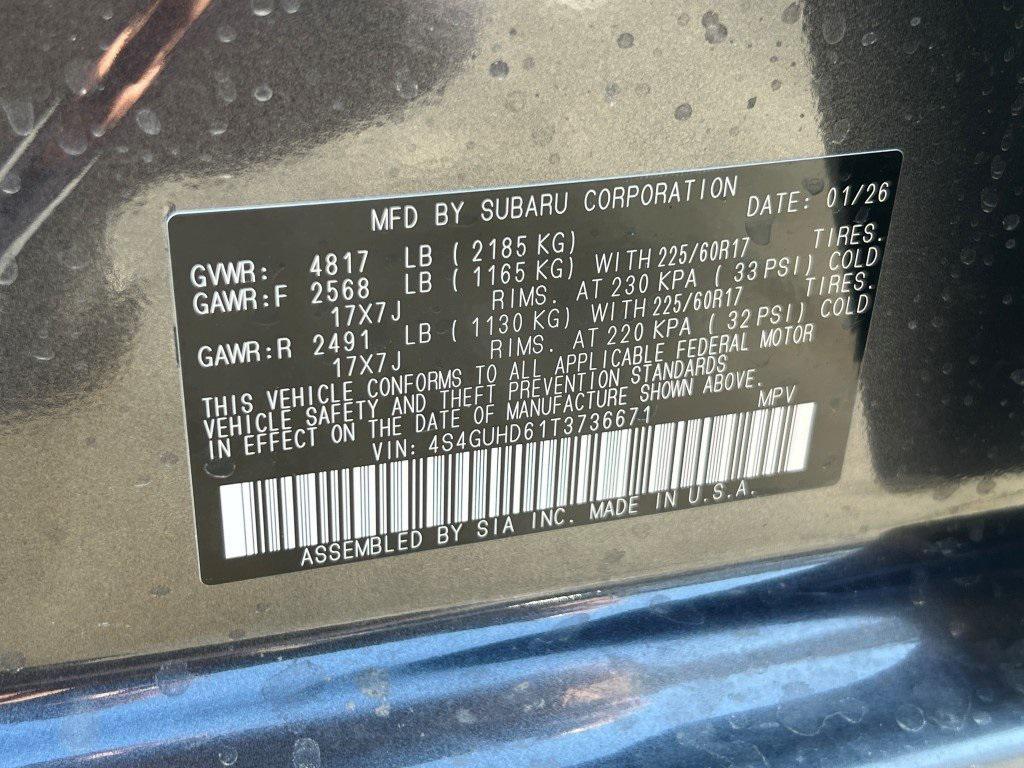 MFD BY SUBARU CORPORATION DATE: 01/26
GVWR: 4817 LB ( 2185 KG)
GAWR:F 2568 LB ( 1165 KG) WITH 225/60R17 TIRES.
17X7J RIMS. AT 230 KPA ( 33 PSI) COLD
GAWR:R 2491 LB ( 1130 KG) WITH 225/60R17 TIRES.
17X7J RIMS. AT 220 KPA ( 32 PSI) COLD
THIS VEHICLE CONFORMS TO ALL APPLICABLE FEDERAL MOTOR
VEHICLE SAFETY AND THEFT PREVENTION STANDARDS
IN EFFECT ON THE DATE OF MANUFACTURE SHOWN ABOVE.
VIN: 4S4GUHD61T3736671 MPV
ASSEMBLED BY SIA INC. MADE IN U.S.A.